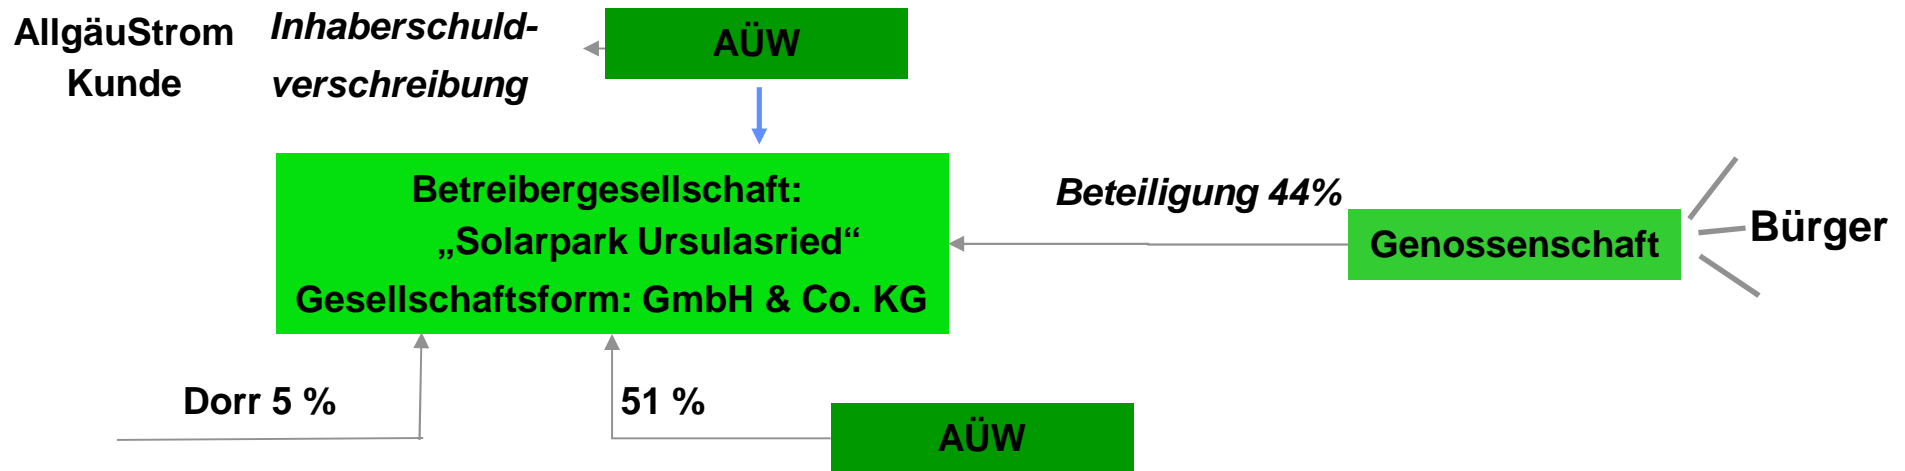 AllgäuStrom
Kunde
Inhaberschuld-
verschreibung
AÜW
Betreibergesellschaft:
„Solarpark Ursulasried“
Gesellschaftsform: GmbH & Co. KG
Beteiligung 44%
Genossenschaft
Bürger
Dorr 5 %
51 %
AÜW